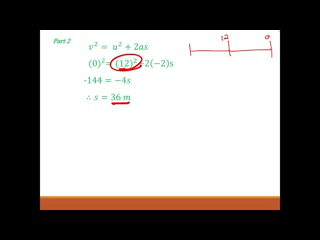 Part 2
12 0
v² = u² + 2as
(0)² = (12)² 2(−2)s
-144 = −4s
∴ s = 36 m